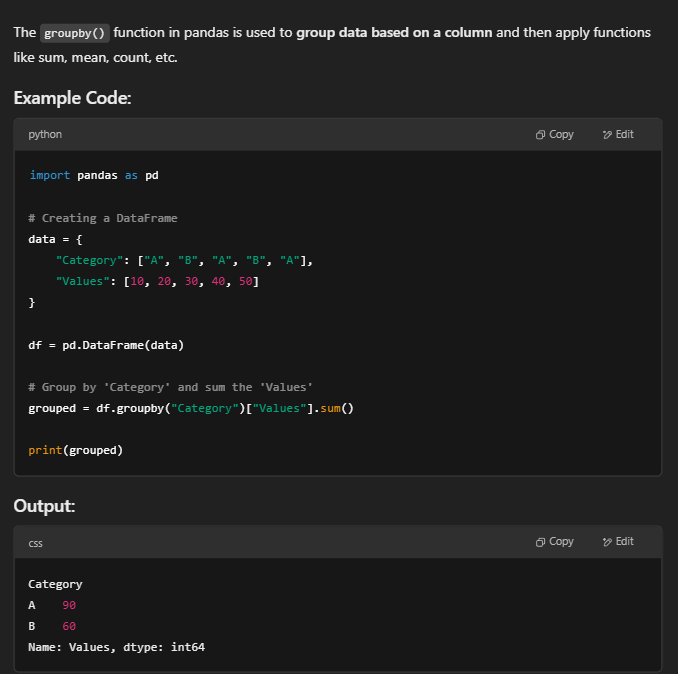 The groupby() function in pandas is used to group data based on a column and then apply functions
like sum, mean, count, etc.
Example Code:
python Copy Edit
import pandas as pd
# Creating a DataFrame
data = {
    "Category": ["A", "B", "A", "B", "A"],
    "Values": [10, 20, 30, 40, 50]
}
df = pd.DataFrame(data)
# Group by 'Category' and sum the 'Values'
grouped = df.groupby("Category")["Values"].sum()
print(grouped)
Output:
css Copy Edit
Category
A    90
B    60
Name: Values, dtype: int64